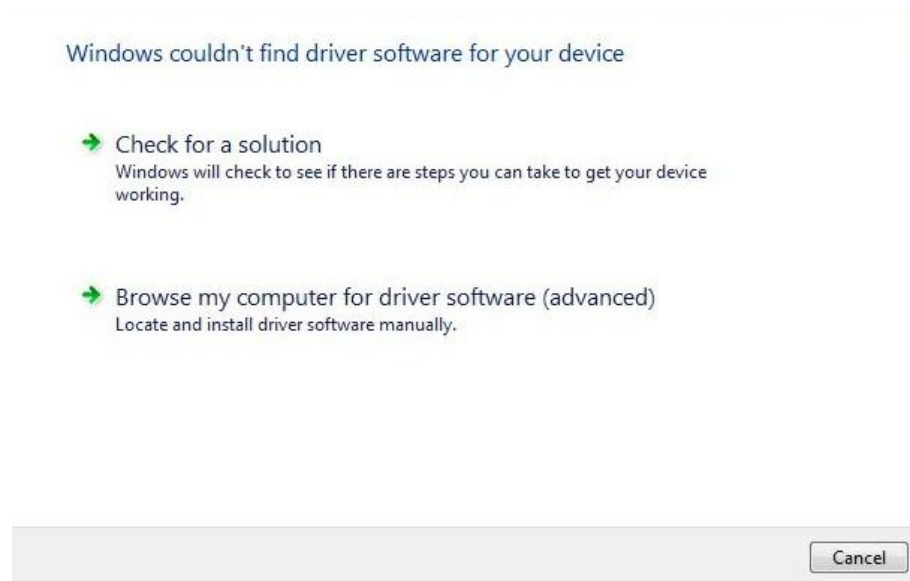 Windows couldn't find driver software for your device
Check for a solution
Windows will check to see if there are steps you can take to get your device
working.
Browse my computer for driver software (advanced)
Locate and install driver software manually.
Cancel